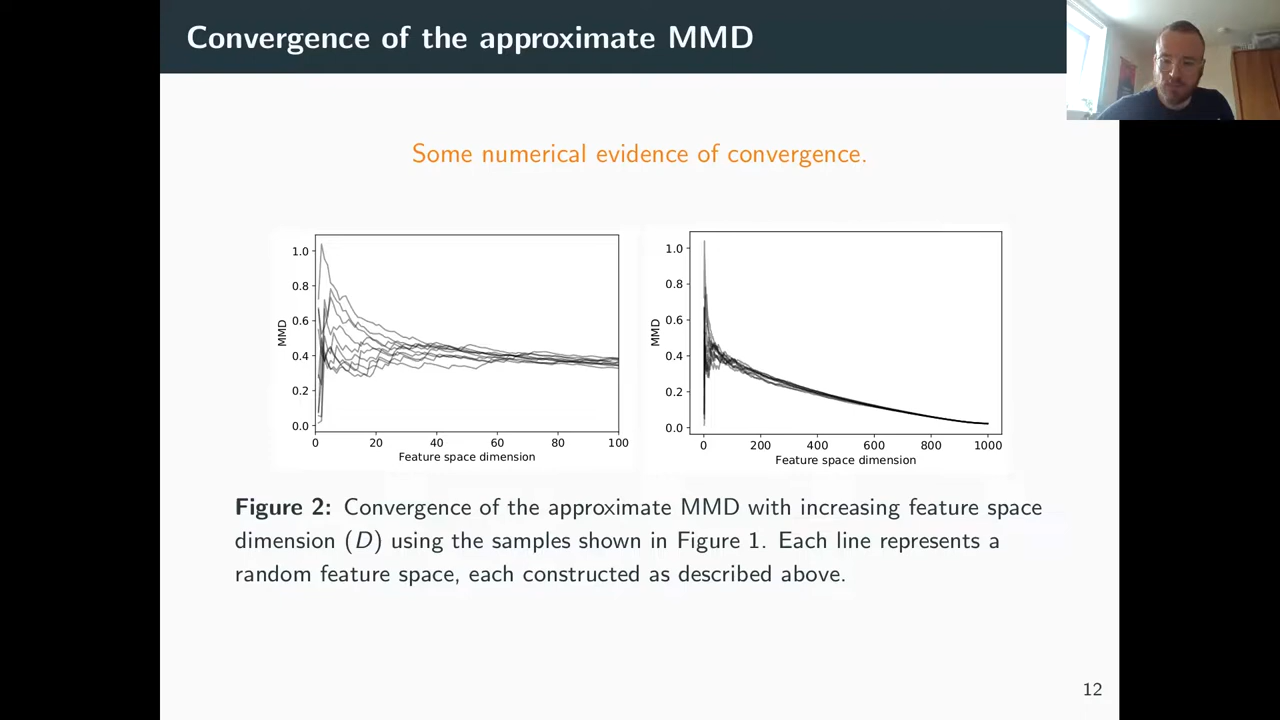 Convergence of the approximate MMD
Some numerical evidence of convergence.
1.0
0.8
0.6
0.4
0.2
0.0
MMD
0 20 40 60 80 100
Feature space dimension
1.0
0.8
0.6
0.4
0.2
0.0
MMD
0 200 400 600 800 1000
Feature space dimension
Figure 2: Convergence of the approximate MMD with increasing feature space
dimension (D) using the samples shown in Figure 1. Each line represents a
random feature space, each constructed as described above.
12